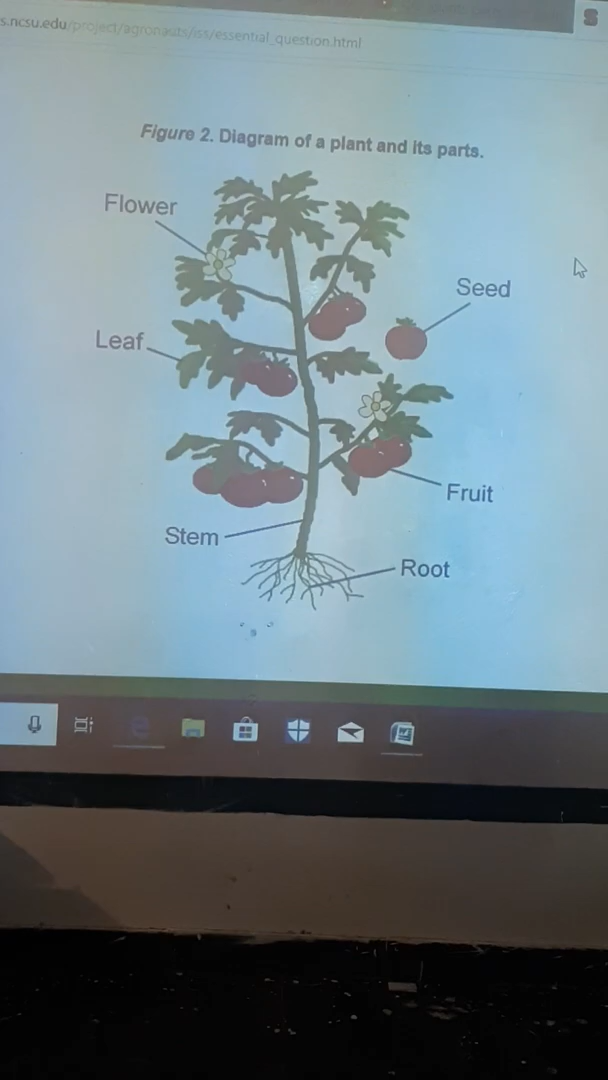 s.ncsu.edu/project/agronauts/iss/essential_question.html
S
Figure 2. Diagram of a plant and its parts.
Flower
Seed
Leaf
Fruit
Stem
Root